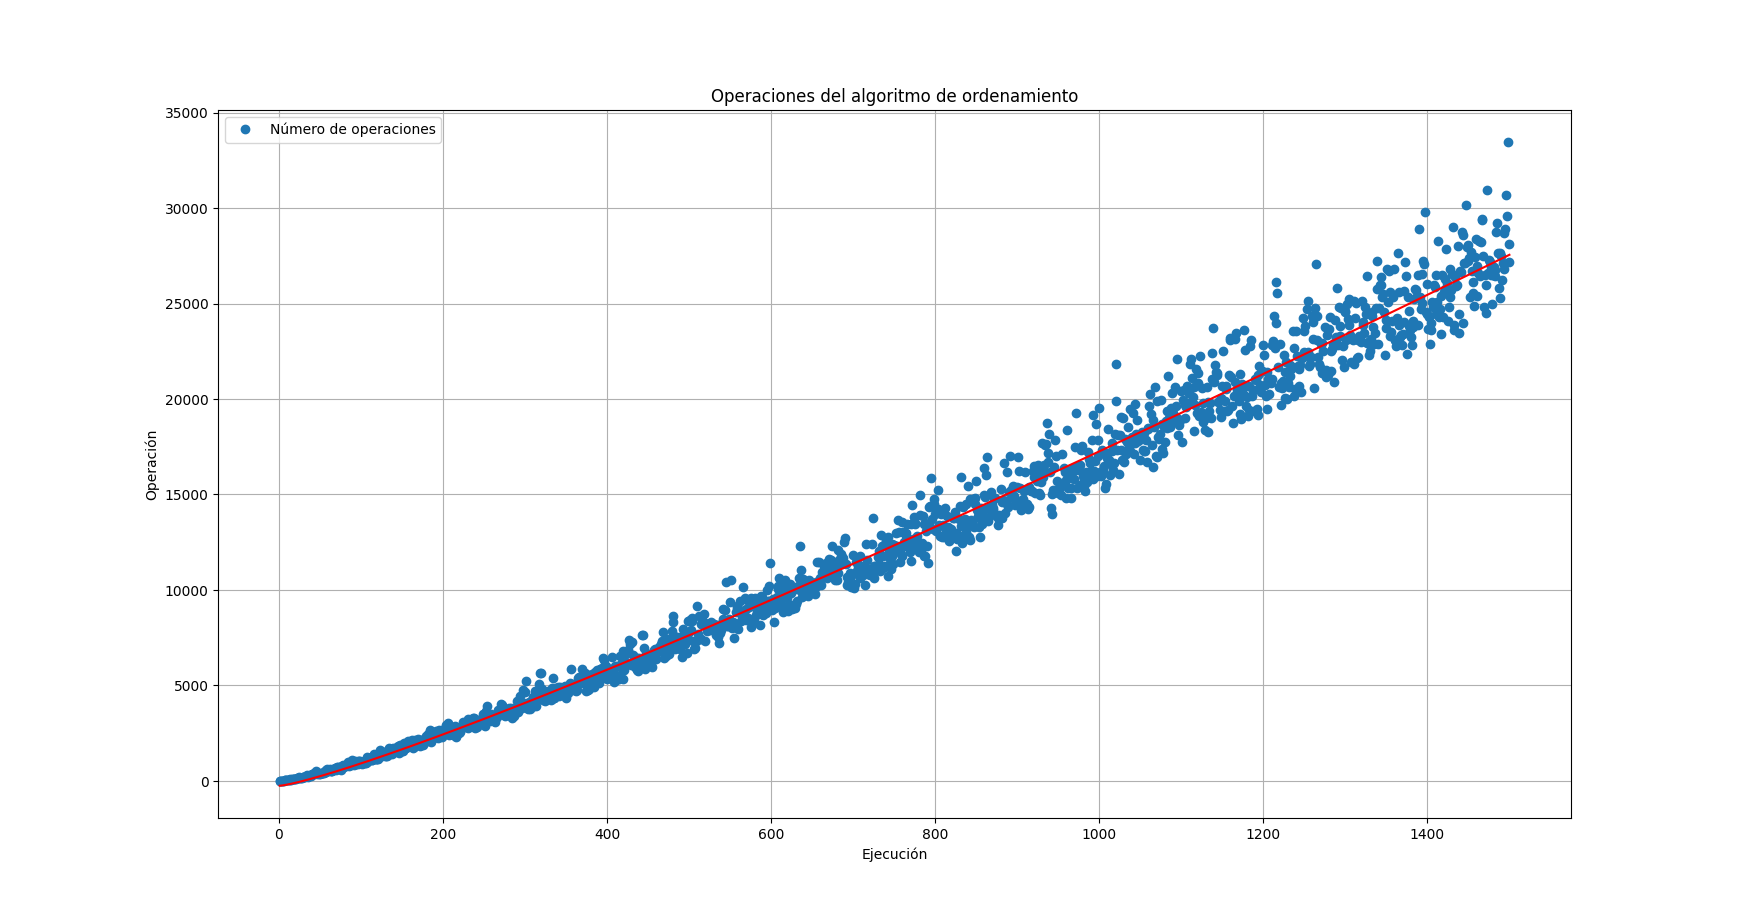 Operaciones del algoritmo de ordenamiento
Número de operaciones
35000
30000
25000
20000
15000
10000
5000
0
Operación
0 200 400 600 800 1000 1200 1400
Ejecución